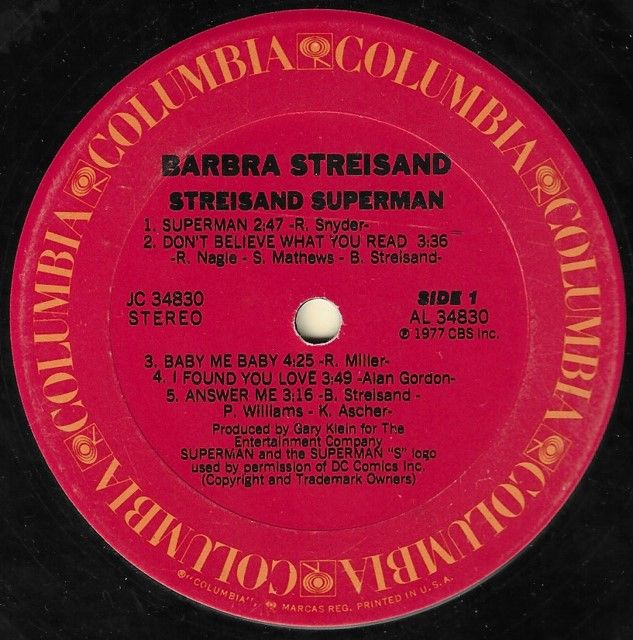 COLUMBIA COLUMBIA COLUMBIA COLUMBIA COLUMBIA COLUMBIA COLUMBIA COLUMBIA
BARBRA STREISAND
STREISAND SUPERMAN
1. SUPERMAN 2:47 -R. Snyder-
2. DON'T BELIEVE WHAT YOU READ 3:36
-R. Nagle - S. Mathews - B. Streisand-
JC 34830
STEREO
SIDE 1
AL 34830
℗ 1977 CBS Inc.
3. BABY ME BABY 4:25 -R. Miller-
4. I FOUND YOU LOVE 3:49 -Alan Gordon-
5. ANSWER ME 3:16 -B. Streisand -
P. Williams - K. Ascher-
Produced by Gary Klein for The
Entertainment Company
SUPERMAN and the SUPERMAN "S" logo
used by permission of DC Comics Inc.
(Copyright and Trademark Owners)
®"COLUMBIA", MARCAS REG. PRINTED IN U.S.A.